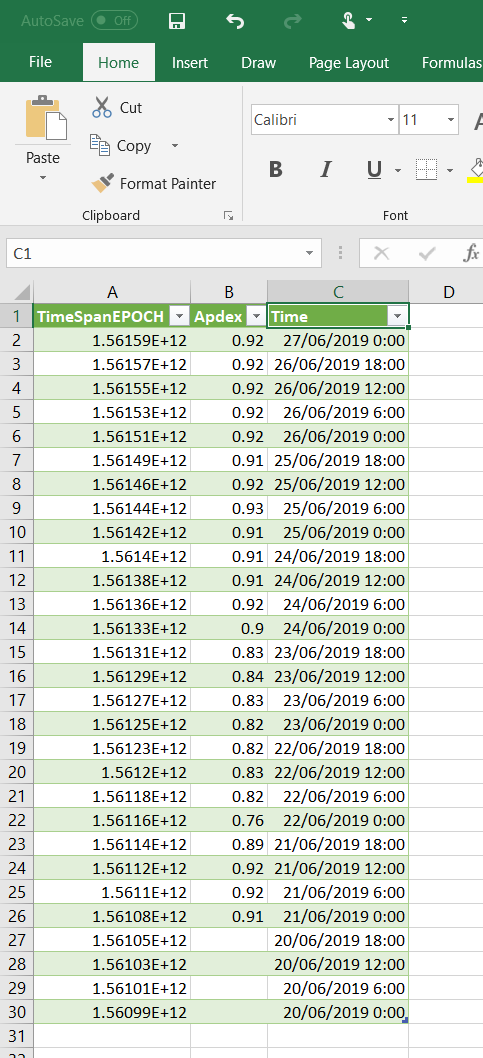 AutoSave Off
File Home Insert Draw Page Layout Formulas
Paste
Cut
Copy
Format Painter
Clipboard
Calibri 11
B I U
Font
C1 fx
A B C D
1 TimeSpanEPOCH Apdex Time
2 1.56159E+12 0.92 27/06/2019 0:00
3 1.56157E+12 0.92 26/06/2019 18:00
4 1.56155E+12 0.92 26/06/2019 12:00
5 1.56153E+12 0.92 26/06/2019 6:00
6 1.56151E+12 0.92 26/06/2019 0:00
7 1.56149E+12 0.91 25/06/2019 18:00
8 1.56146E+12 0.92 25/06/2019 12:00
9 1.56144E+12 0.93 25/06/2019 6:00
10 1.56142E+12 0.91 25/06/2019 0:00
11 1.5614E+12 0.91 24/06/2019 18:00
12 1.56138E+12 0.91 24/06/2019 12:00
13 1.56136E+12 0.92 24/06/2019 6:00
14 1.56133E+12 0.9 24/06/2019 0:00
15 1.56131E+12 0.83 23/06/2019 18:00
16 1.56129E+12 0.84 23/06/2019 12:00
17 1.56127E+12 0.83 23/06/2019 6:00
18 1.56125E+12 0.82 23/06/2019 0:00
19 1.56123E+12 0.82 22/06/2019 18:00
20 1.5612E+12 0.83 22/06/2019 12:00
21 1.56118E+12 0.82 22/06/2019 6:00
22 1.56116E+12 0.76 22/06/2019 0:00
23 1.56114E+12 0.89 21/06/2019 18:00
24 1.56112E+12 0.92 21/06/2019 12:00
25 1.5611E+12 0.92 21/06/2019 6:00
26 1.56108E+12 0.91 21/06/2019 0:00
27 1.56105E+12 20/06/2019 18:00
28 1.56103E+12 20/06/2019 12:00
29 1.56101E+12 20/06/2019 6:00
30 1.56099E+12 20/06/2019 0:00
31